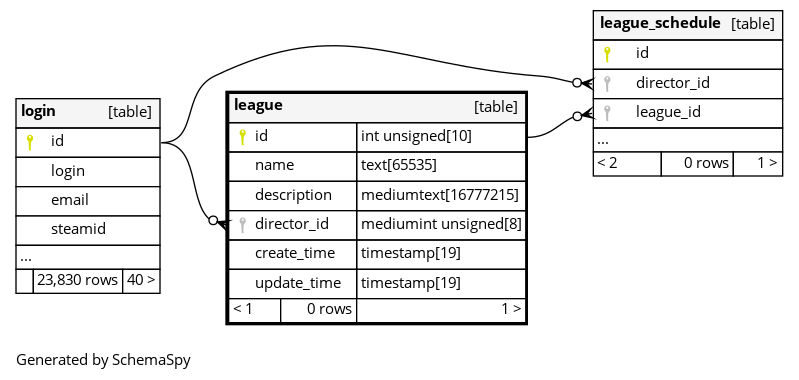 login [table]
id
login
email
steamid
...
23,830 rows 40 >
league [table]
id int unsigned[10]
name text[65535]
description mediumtext[16777215]
director_id mediumint unsigned[8]
create_time timestamp[19]
update_time timestamp[19]
< 1 0 rows 1 >
league_schedule [table]
id
director_id
league_id
...
< 2 0 rows 1 >
Generated by SchemaSpy